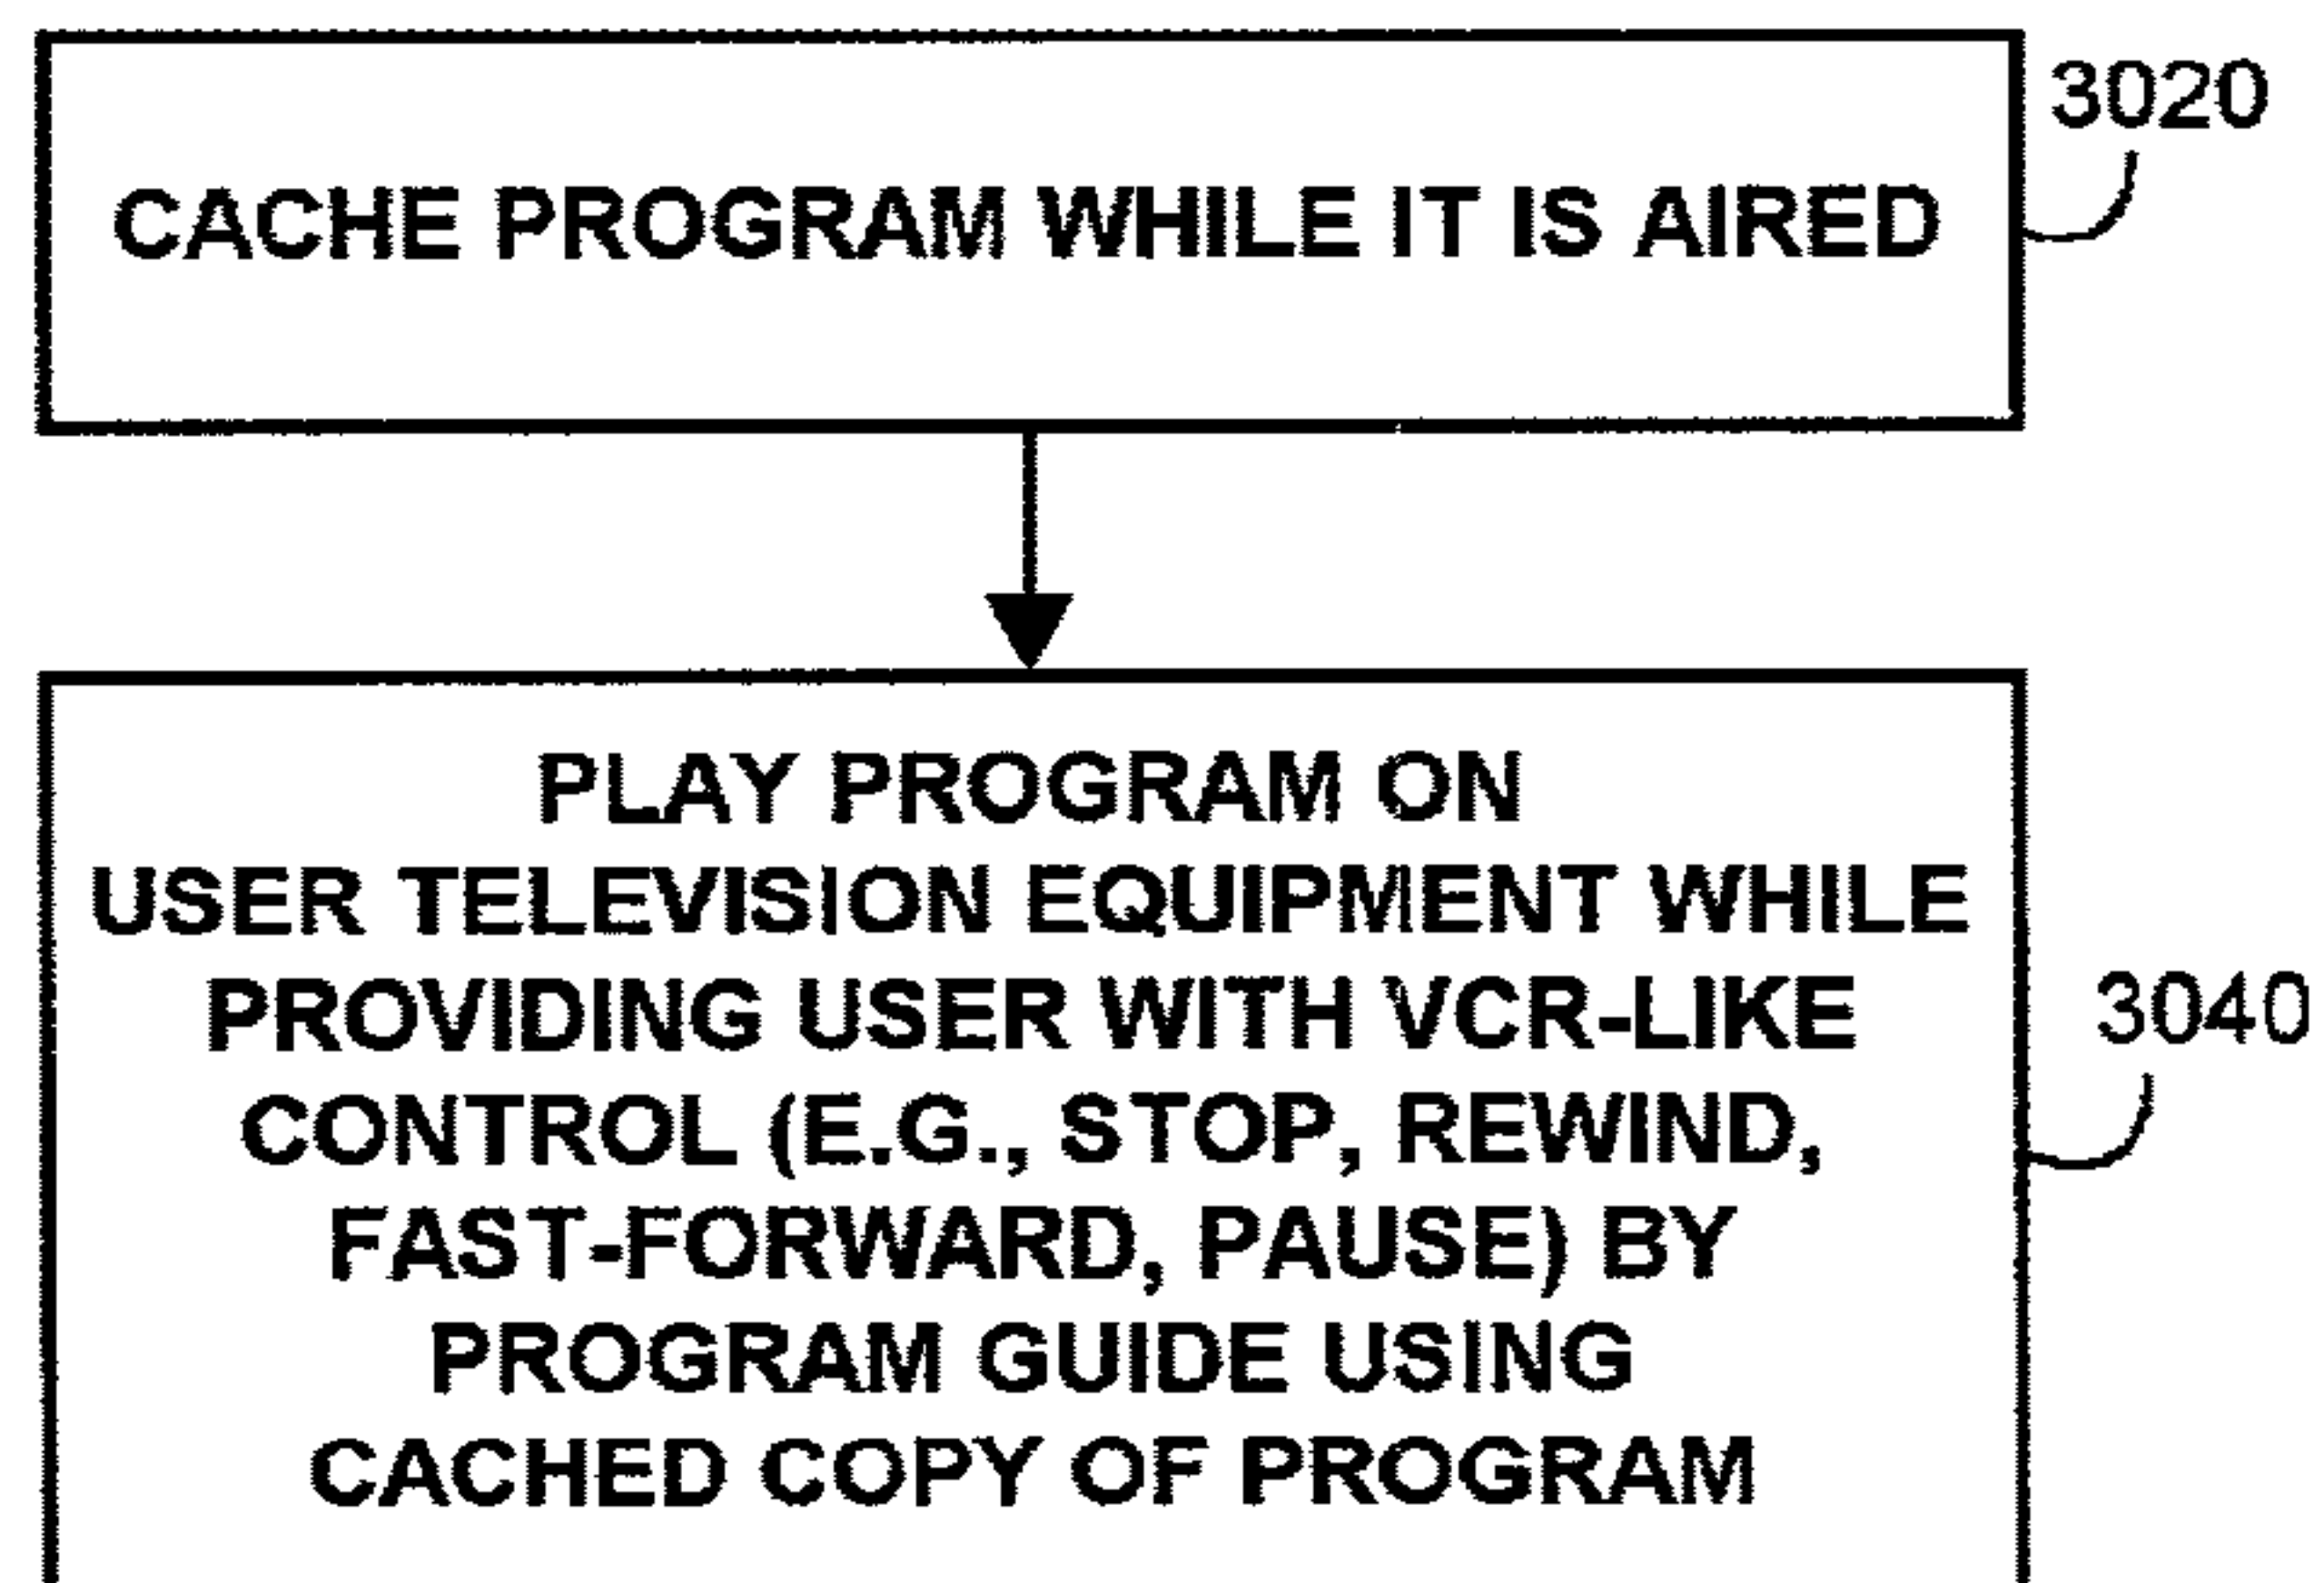 3020
CACHE PROGRAM WHILE IT IS AIRED
PLAY PROGRAM ON
USER TELEVISION EQUIPMENT WHILE
PROVIDING USER WITH VCR-LIKE
3040
CONTROL (E.G., STOP, REWIND,
FAST-FORWARD, PAUSE) BY
PROGRAM GUIDE USING
CACHED COPY OF PROGRAM